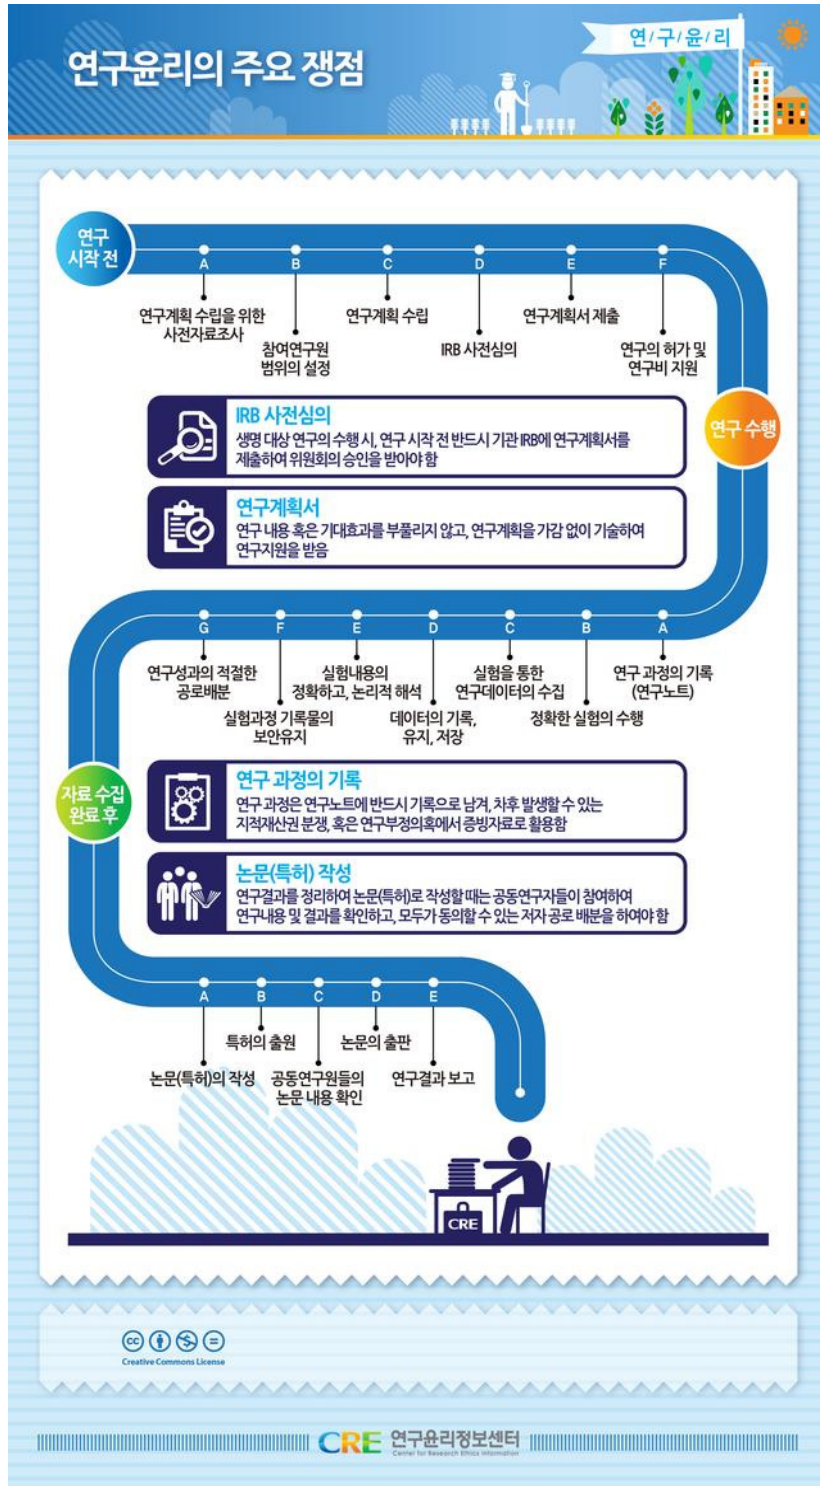 연구윤리의 주요 쟁점
연/구/윤/리
연구
시작 전
A
B
C
D
E
F
연구계획 수립을 위한
사전자료조사
참여연구원
범위의 설정
연구계획 수립
IRB 사전심의
연구계획서 제출
연구의 허가 및
연구비 지원
연구 수행
IRB 사전심의
생명 대상 연구의 수행 시, 연구 시작 전 반드시 기관 IRB에 연구계획서를
제출하여 위원회의 승인을 받아야 함
연구계획서
연구 내용 혹은 기대효과를 부풀리지 않고, 연구계획을 가감 없이 기술하여
연구지원을 받음
G
F
E
D
C
B
A
연구성과의 적절한
공로배분
실험과정 기록물의
보안유지
실험내용의
정확하고, 논리적 해석
데이터의 기록,
유지, 저장
실험을 통한
연구데이터의 수집
정확한 실험의 수행
연구 과정의 기록
(연구노트)
자료 수집
완료 후
연구 과정의 기록
연구 과정은 연구노트에 반드시 기록으로 남겨, 차후 발생할 수 있는
지적재산권 분쟁, 혹은 연구부정의혹에서 증빙자료로 활용함
논문(특허) 작성
연구결과를 정리하여 논문(특허)로 작성할 때는 공동연구자들이 참여하여
연구내용 및 결과를 확인하고, 모두가 동의할 수 있는 저자 공로 배분을 하여야 함
A
B
C
D
E
논문(특허)의 작성
특허의 출원
공동연구원들의
논문 내용 확인
논문의 출판
연구결과 보고
CRE
cc
Creative Commons License
CRE 연구윤리정보센터
Center for Research Ethics Information